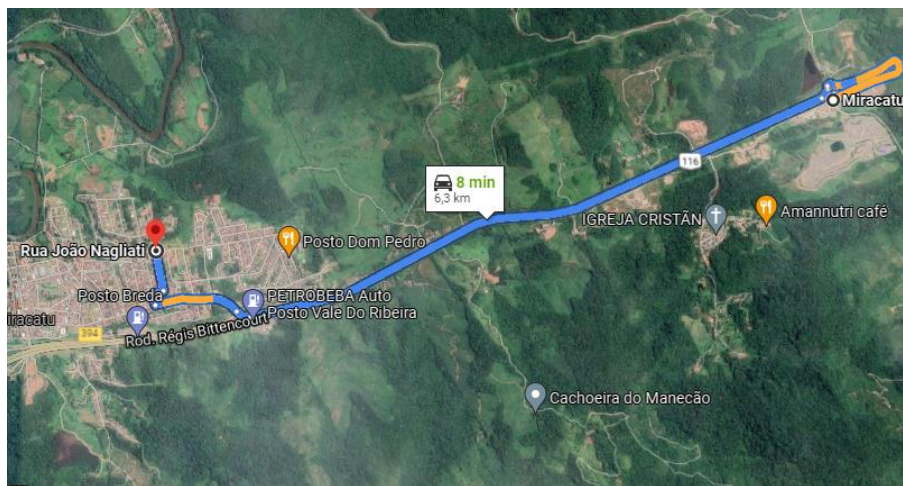 Miracatu
116
8 min
6,3 km
IGREJA CRISTÃN
Amannutri café
Rua João Nagliati
Posto Dom Pedro
Posto Breda
PETROBEBA Auto
Posto Vale Do Ribeira
iracatu
394
Rod. Régis Bittencourt
Cachoeira do Manecão